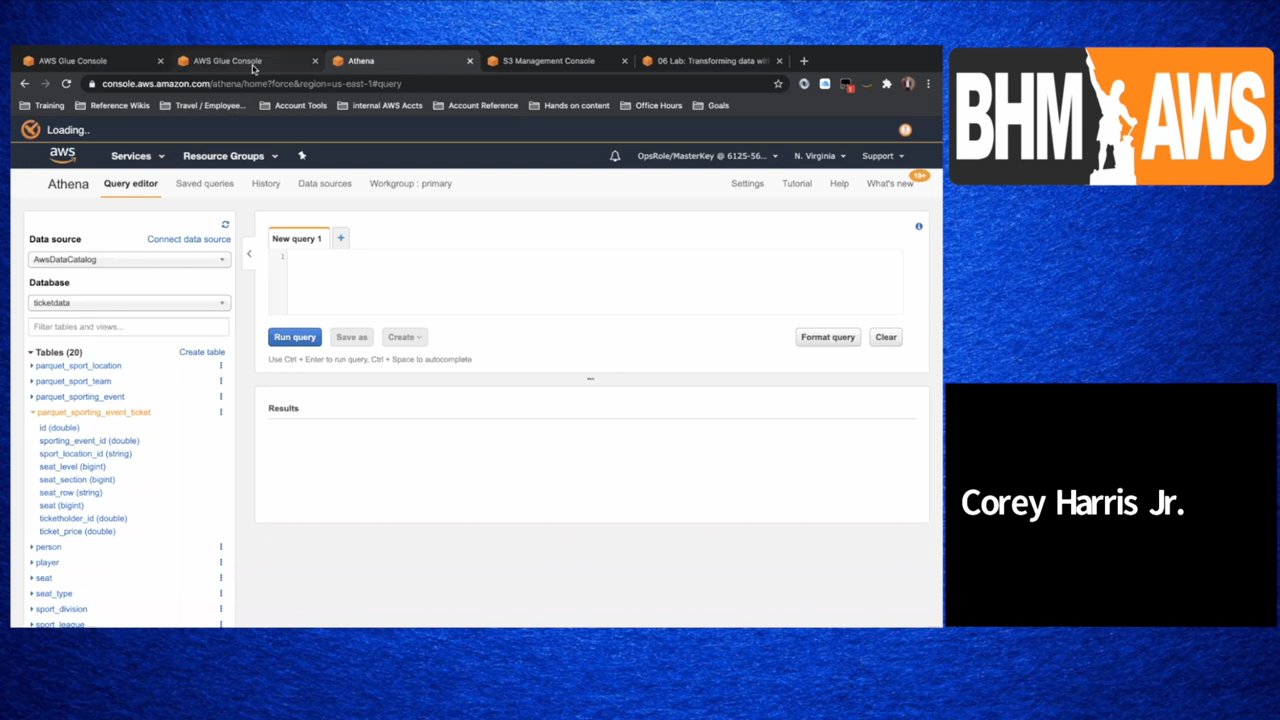 AWS Glue Console
AWS Glue Console
Athena
S3 Management Console
06 Lab: Transforming data wit
console.aws.amazon.com/athena/home?force&region=us-east-1#query
Training
Reference Wikis
Travel / Employee...
Account Tools
internal AWS Accts
Account Reference
Hands on content
Office Hours
Goals
Loading..
aws
Services
Resource Groups
OpsRole/MasterKey @ 6125-56...
N. Virginia
Support
Athena
Query editor
Saved queries
History
Data sources
Workgroup : primary
Settings
Tutorial
Help
What's new
19+
Data source
Connect data source
AwsDataCatalog
Database
ticketdata
Filter tables and views...
Tables (20)
Create table
parquet_sport_location
parquet_sport_team
parquet_sporting_event
parquet_sporting_event_ticket
id (double)
sporting_event_id (double)
sport_location_id (string)
seat_level (bigint)
seat_section (bigint)
seat_row (string)
seat (bigint)
ticketholder_id (double)
ticket_price (double)
person
player
seat
seat_type
sport_division
sport_league
New query 1
1
Run query
Save as
Create
Format query
Clear
Use Ctrl + Enter to run query, Ctrl + Space to autocomplete
Results
BHM AWS
Corey Harris Jr.